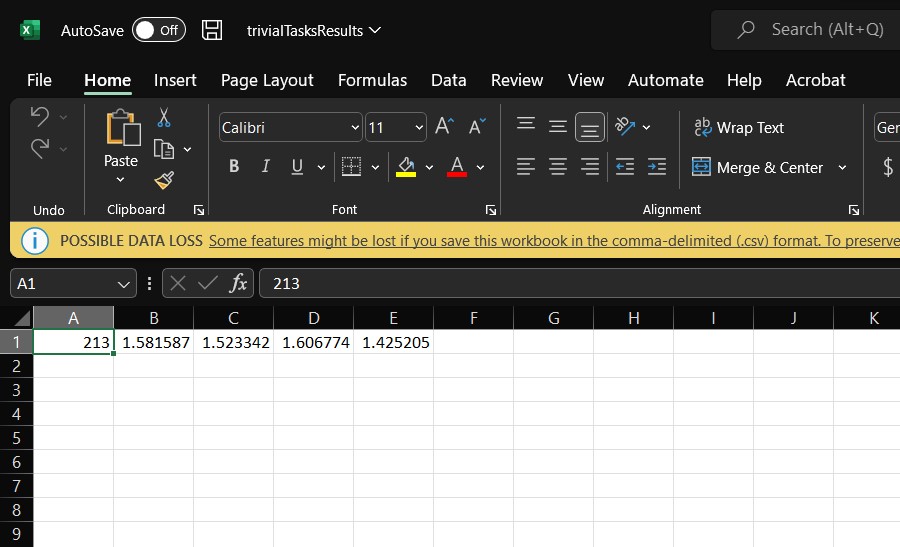 AutoSave Off trivialTasksResults Search (Alt+Q)
File Home Insert Page Layout Formulas Data Review View Automate Help Acrobat
Calibri 11 ab Wrap Text Gen
Paste B I U A Merge & Center $
Undo Clipboard Font Alignment
POSSIBLE DATA LOSS Some features might be lost if you save this workbook in the comma-delimited (.csv) format. To preserve
A1 fx 213
A B C D E F G H I J K
1 213 1.581587 1.523342 1.606774 1.425205
2
3
4
5
6
7
8
9